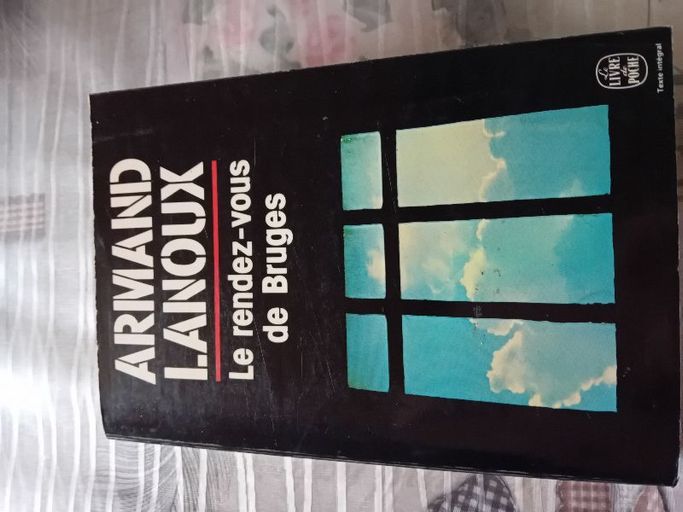 ARMAND
LANOUX
Le rendez-vous
de Bruges
Le
LIVRE
de
POCHE
Texte intégral